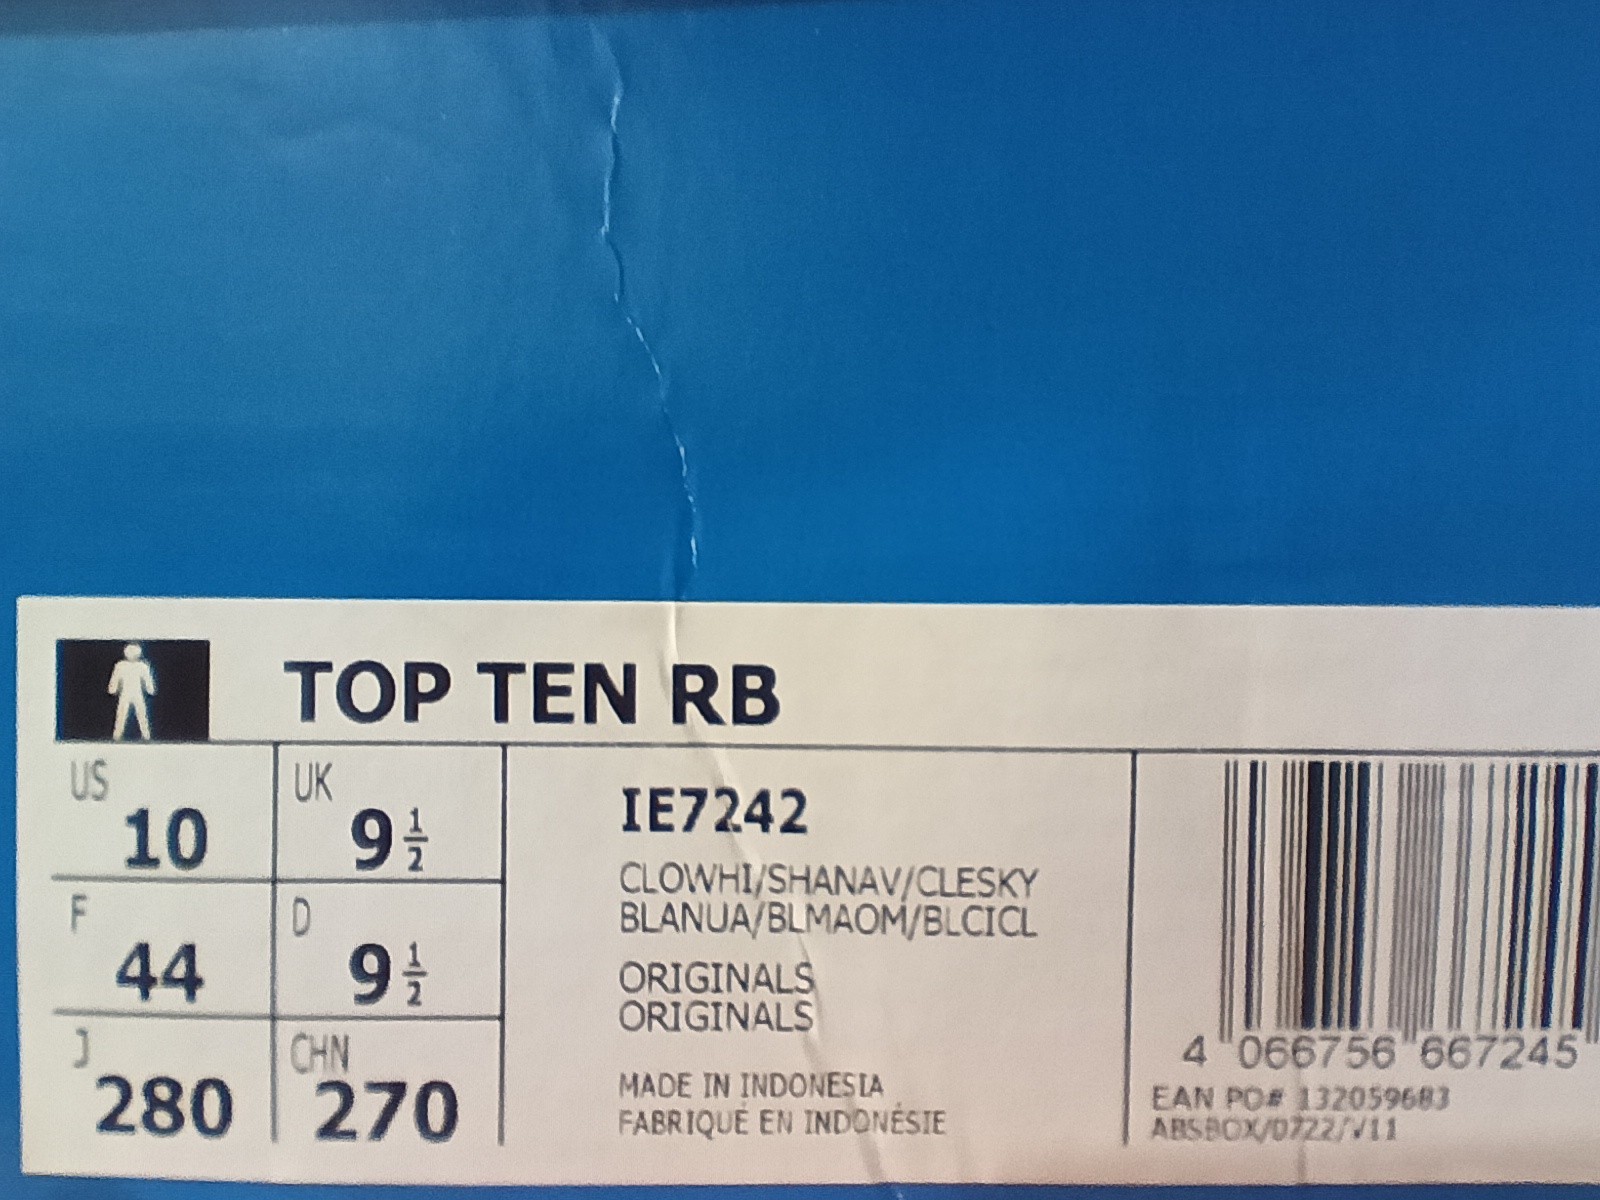 TOP TEN RB
US 10
UK 9 1/2
F 44
D 9 1/2
J 280
CHN 270
IE7242
CLOWHI/SHANAV/CLESKY
BLANUA/BLMAOM/BLCICL
ORIGINALS
ORIGINALS
MADE IN INDONESIA
FABRIQUÉ EN INDONÉSIE
4 066756 667245
EAN PO# 132059683
ABSBOX/0722/V11